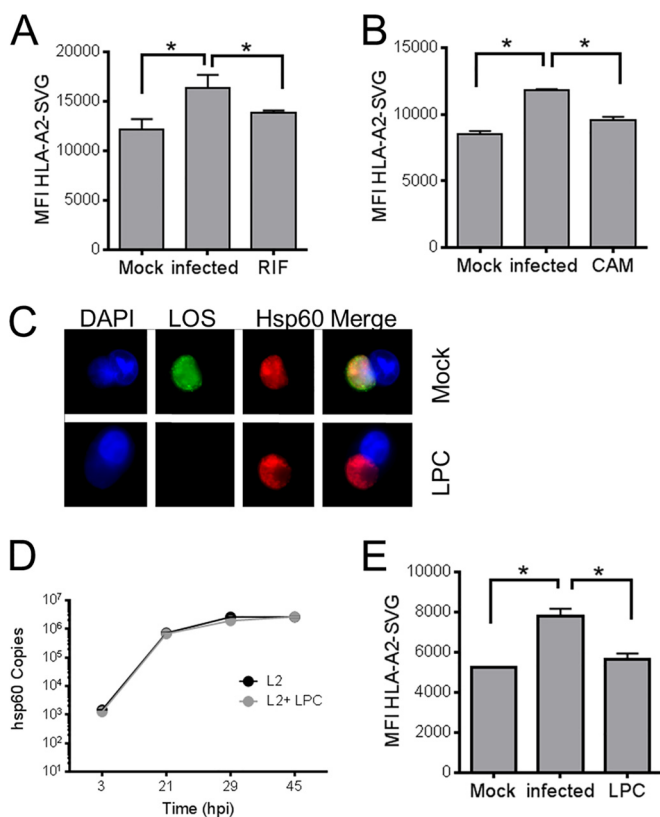 A
MFI HLA-A2-SVG
20000
15000
10000
5000
0
*
*
Mock infected RIF
B
MFI HLA-A2-SVG
15000
10000
5000
0
*
*
Mock infected CAM
C
DAPI LOS Hsp60 Merge
Mock
LPC
D
hsp60 Copies
10⁷
10⁶
10⁵
10⁴
10³
10²
10¹
L2
L2+ LPC
3 21 29 45
Time (hpi)
E
MFI HLA-A2-SVG
10000
8000
6000
4000
2000
0
*
*
Mock infected LPC